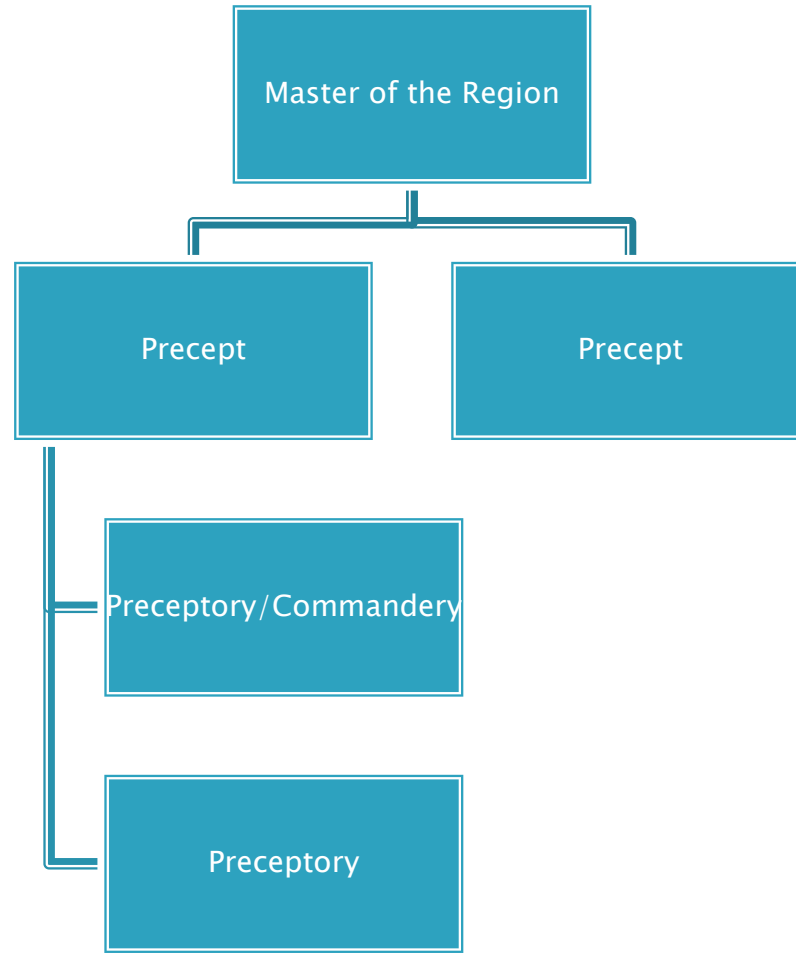 Master of the Region
Precept
Precept
Preceptory/Commandery
Preceptory